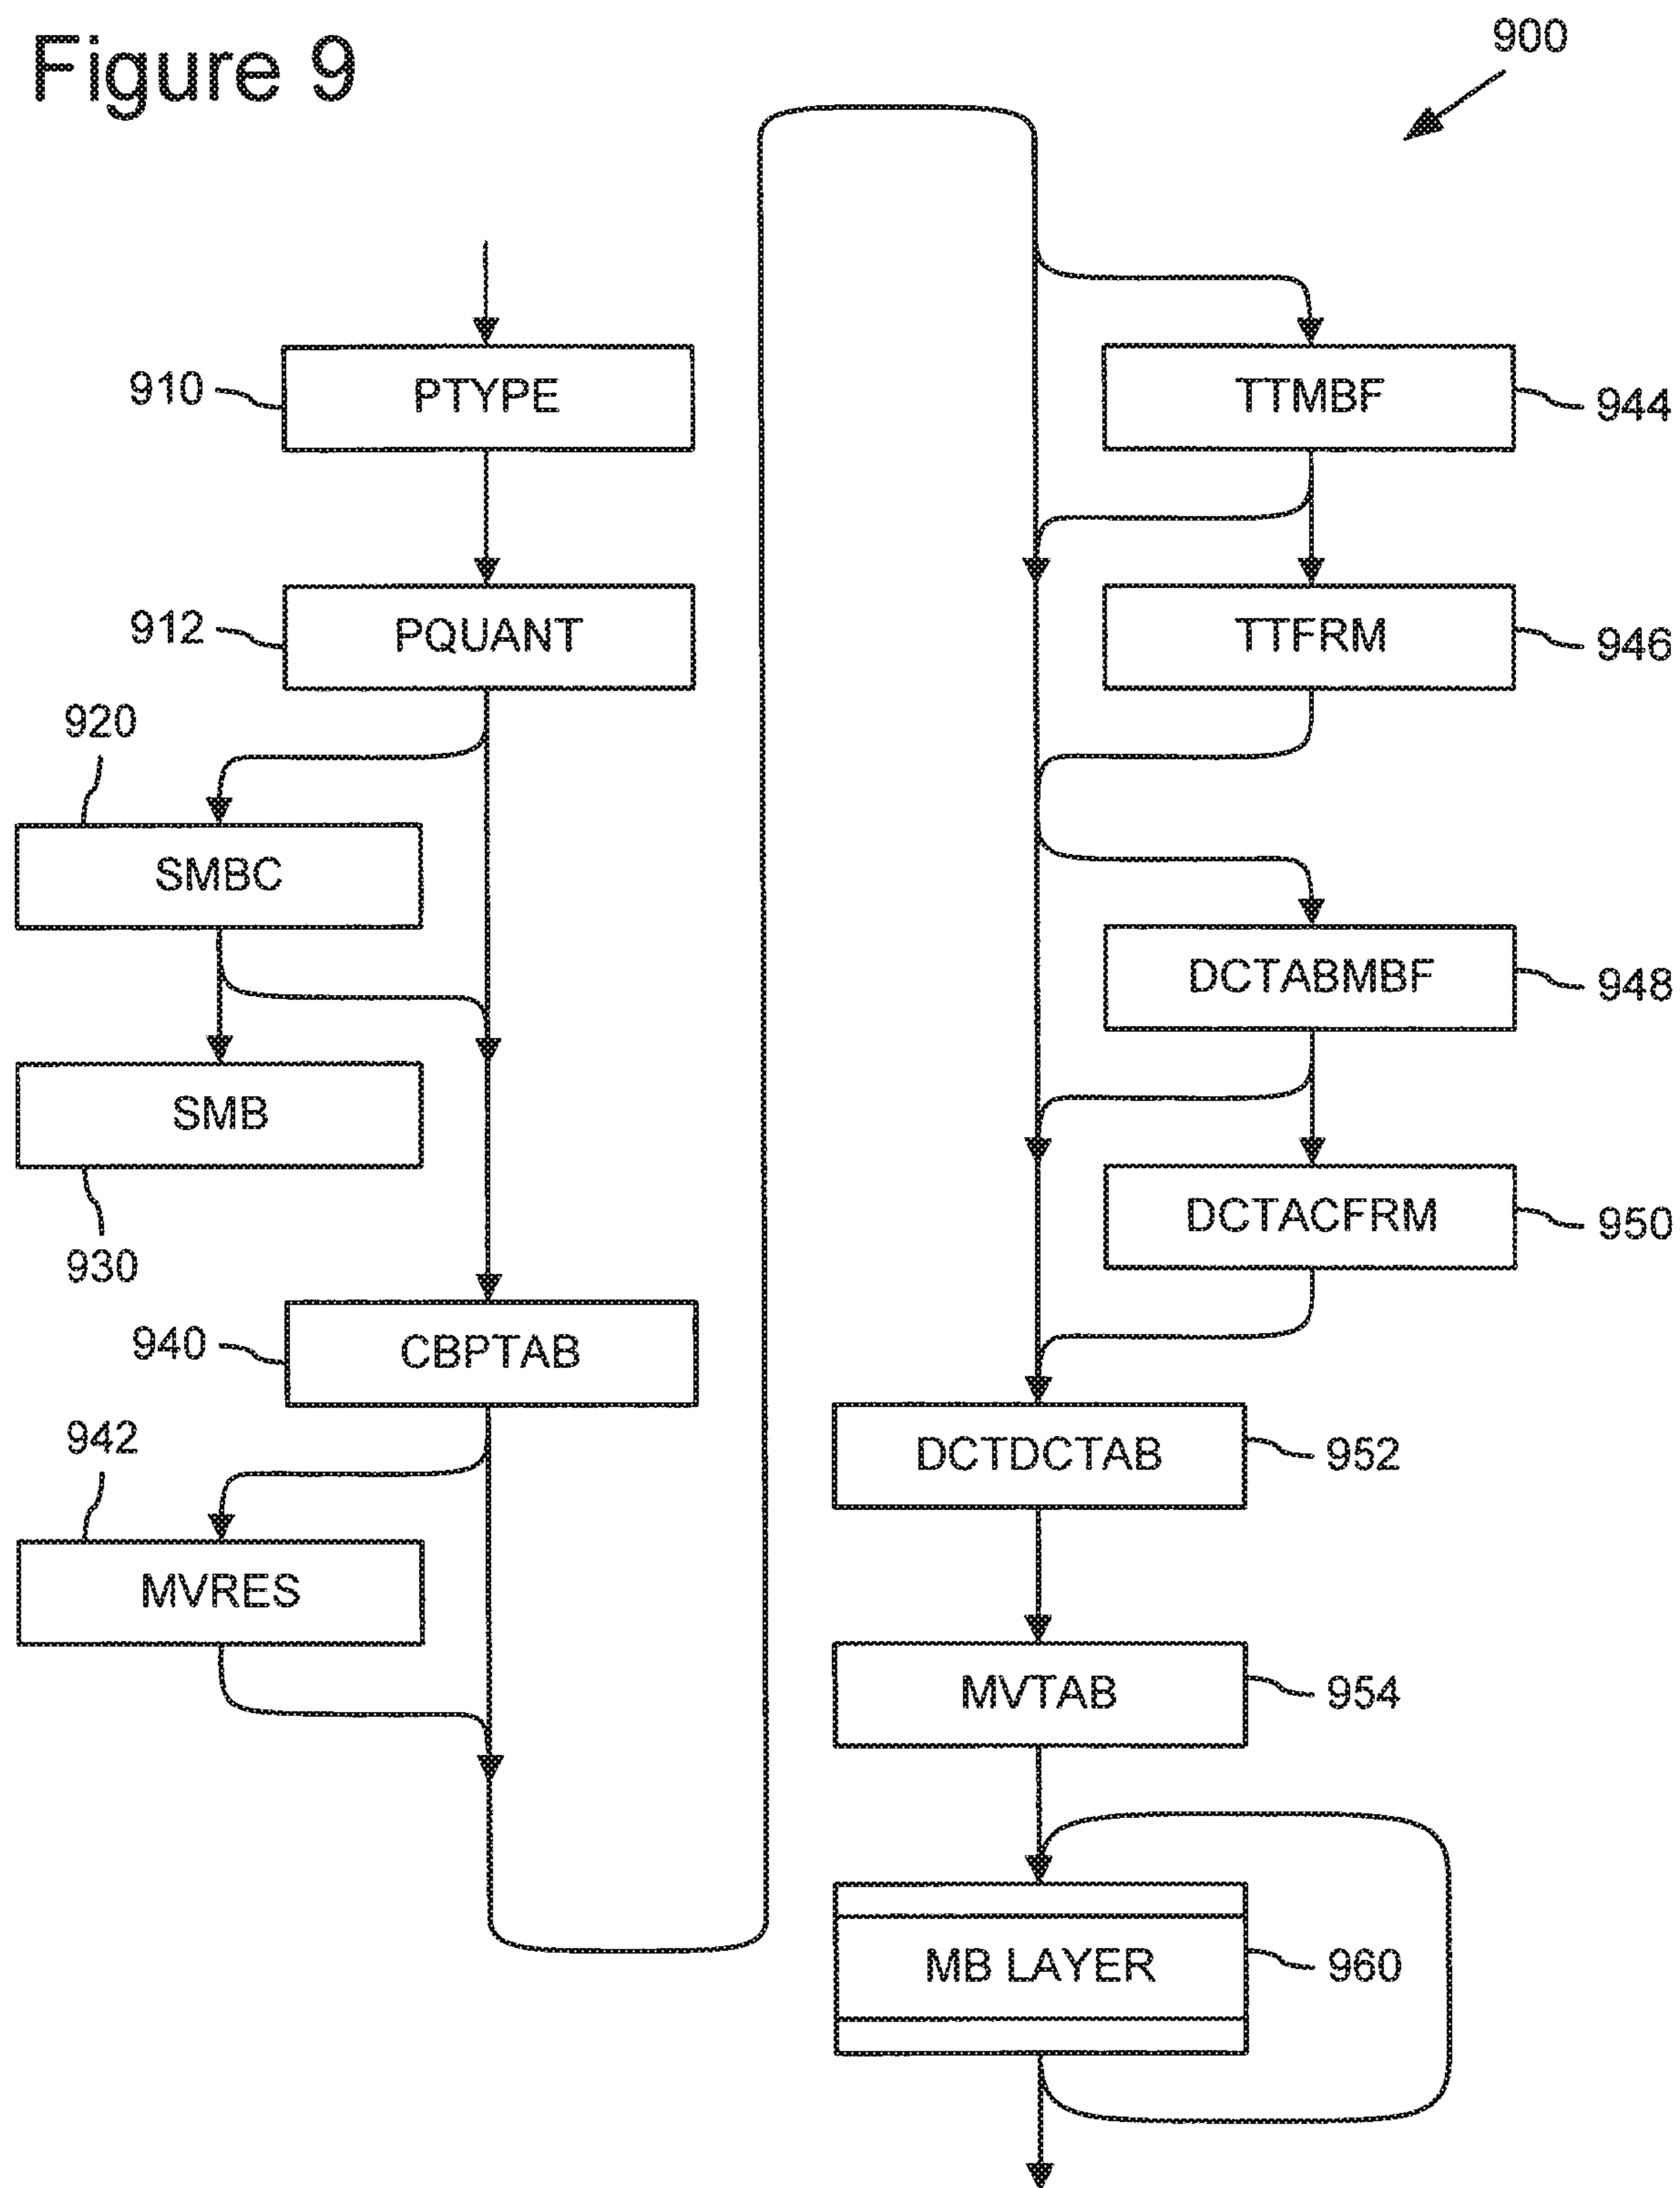 Figure 9
900
910
PTYPE
912
PQUANT
920
SMBC
SMB
930
940
CBPTAB
942
MVRES
TTMBF
944
TTFRM
946
DCTABMBF
948
DCTACFRM
950
DCTDCTAB
952
MVTAB
954
MB LAYER
960